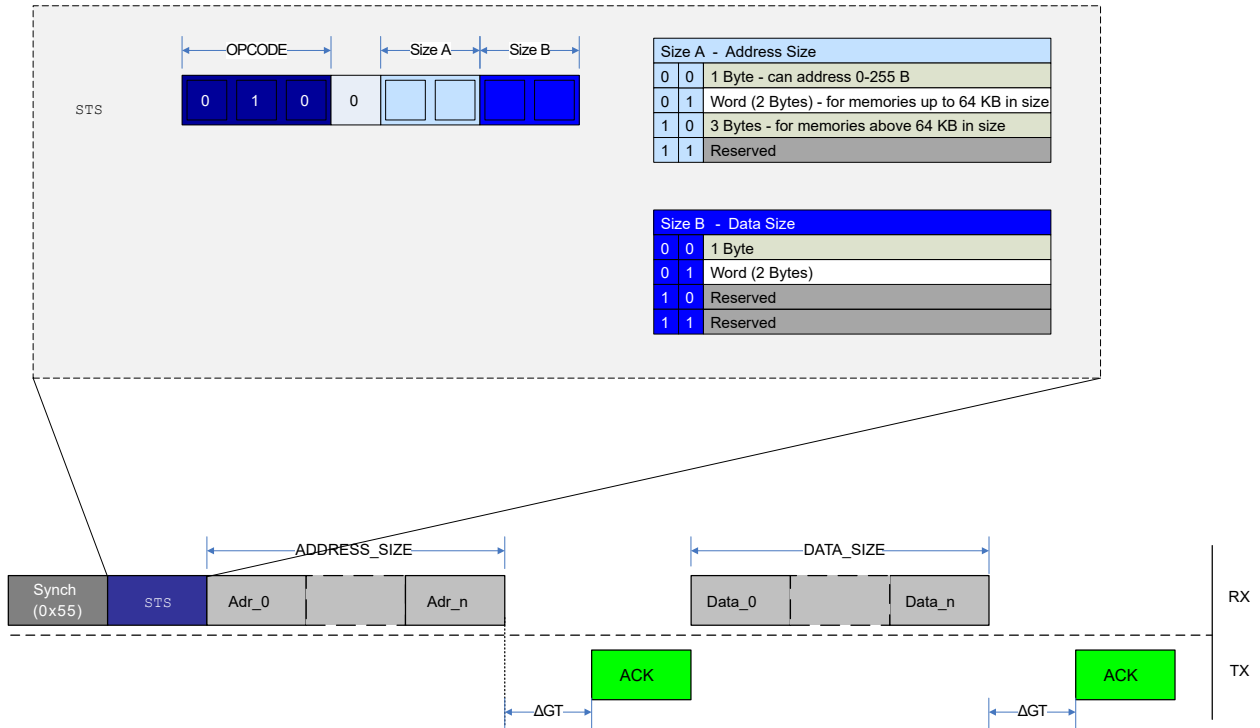 OPCODE Size A Size B
STS 0 1 0 0
Size A - Address Size
0 0 1 Byte - can address 0-255 B
0 1 Word (2 Bytes) - for memories up to 64 KB in size
1 0 3 Bytes - for memories above 64 KB in size
1 1 Reserved
Size B - Data Size
0 0 1 Byte
0 1 Word (2 Bytes)
1 0 Reserved
1 1 Reserved
ADDRESS_SIZE DATA_SIZE
Synch
(0x55)
STS Adr_0 Adr_n Data_0 Data_n RX
ACK ACK TX
ΔGT ΔGT